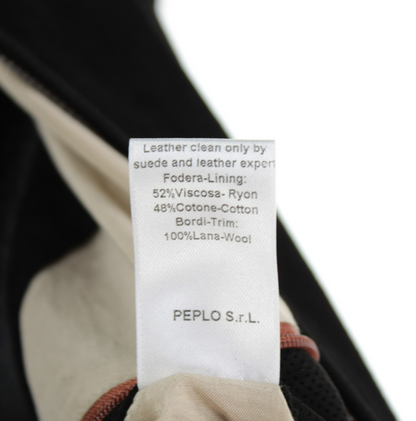 Leather clean only by
suede and leather expert
Fodera-Lining:
52%Viscosa- Ryon
48%Cotone-Cotton
Bordi-Trim:
100%Lana-Wool
PEPLO S.r.L.